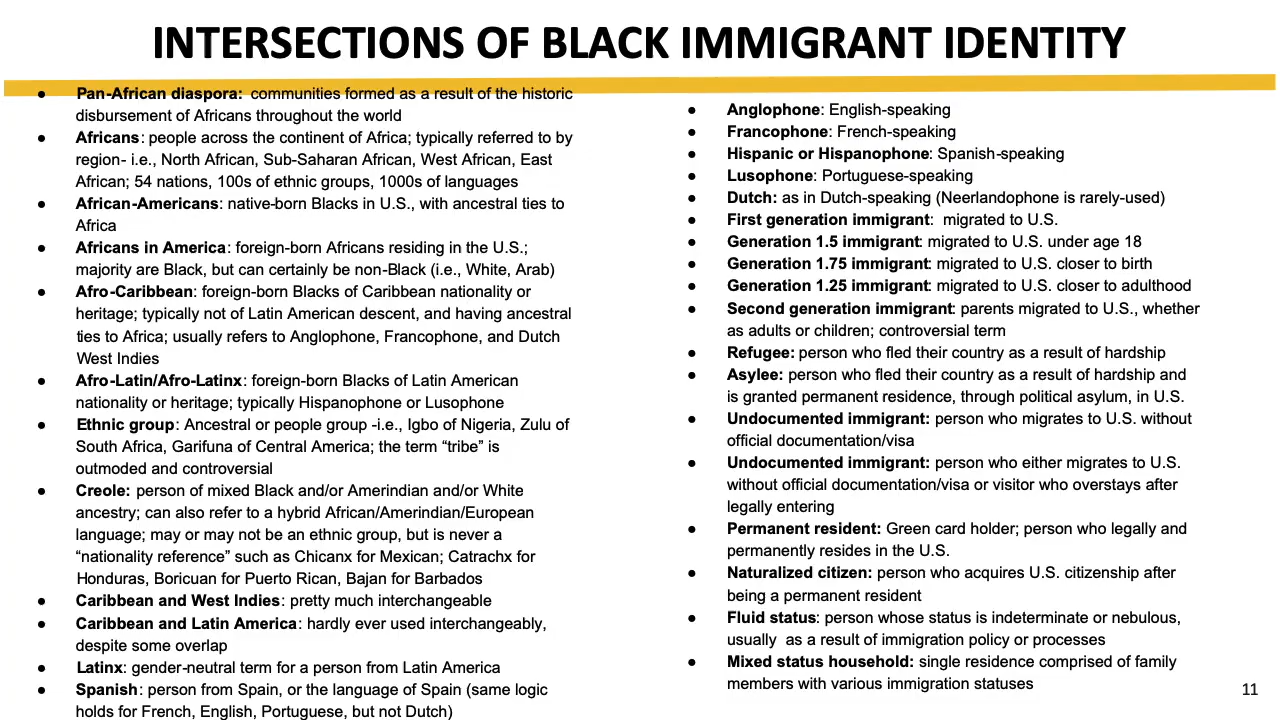 INTERSECTIONS OF BLACK IMMIGRANT IDENTITY
● Pan-African diaspora: communities formed as a result of the historic
disbursement of Africans throughout the world
● Africans: people across the continent of Africa; typically referred to by
region- i.e., North African, Sub-Saharan African, West African, East
African; 54 nations, 100s of ethnic groups, 1000s of languages
● African-Americans: native-born Blacks in U.S., with ancestral ties to
Africa
● Africans in America: foreign-born Africans residing in the U.S.;
majority are Black, but can certainly be non-Black (i.e., White, Arab)
● Afro-Caribbean: foreign-born Blacks of Caribbean nationality or
heritage; typically not of Latin American descent, and having ancestral
ties to Africa; usually refers to Anglophone, Francophone, and Dutch
West Indies
● Afro-Latin/Afro-Latinx: foreign-born Blacks of Latin American
nationality or heritage; typically Hispanophone or Lusophone
● Ethnic group: Ancestral or people group -i.e., Igbo of Nigeria, Zulu of
South Africa, Garifuna of Central America; the term “tribe” is
outmoded and controversial
● Creole: person of mixed Black and/or Amerindian and/or White
ancestry; can also refer to a hybrid African/Amerindian/European
language; may or may not be an ethnic group, but is never a
“nationality reference” such as Chicanx for Mexican; Catrachx for
Honduras, Boricuan for Puerto Rican, Bajan for Barbados
● Caribbean and West Indies: pretty much interchangeable
● Caribbean and Latin America: hardly ever used interchangeably,
despite some overlap
● Latinx: gender-neutral term for a person from Latin America
● Spanish: person from Spain, or the language of Spain (same logic
holds for French, English, Portuguese, but not Dutch)
● Anglophone: English-speaking
● Francophone: French-speaking
● Hispanic or Hispanophone: Spanish-speaking
● Lusophone: Portuguese-speaking
● Dutch: as in Dutch-speaking (Neerlandophone is rarely-used)
● First generation immigrant: migrated to U.S.
● Generation 1.5 immigrant: migrated to U.S. under age 18
● Generation 1.75 immigrant: migrated to U.S. closer to birth
● Generation 1.25 immigrant: migrated to U.S. closer to adulthood
● Second generation immigrant: parents migrated to U.S., whether
as adults or children; controversial term
● Refugee: person who fled their country as a result of hardship
● Asylee: person who fled their country as a result of hardship and
is granted permanent residence, through political asylum, in U.S.
● Undocumented immigrant: person who migrates to U.S. without
official documentation/visa
● Undocumented immigrant: person who either migrates to U.S.
without official documentation/visa or visitor who overstays after
legally entering
● Permanent resident: Green card holder; person who legally and
permanently resides in the U.S.
● Naturalized citizen: person who acquires U.S. citizenship after
being a permanent resident
● Fluid status: person whose status is indeterminate or nebulous,
usually as a result of immigration policy or processes
● Mixed status household: single residence comprised of family
members with various immigration statuses
11